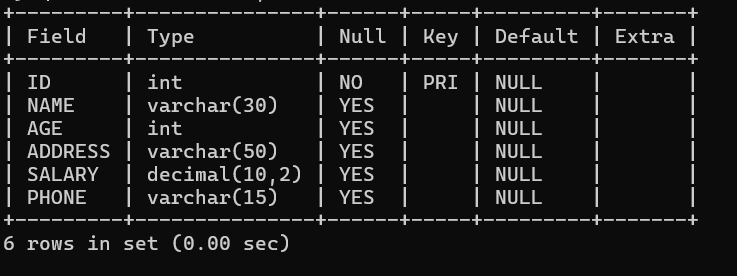 +---------+---------------+------+-----+---------+-------+
| Field   | Type          | Null | Key | Default | Extra |
+---------+---------------+------+-----+---------+-------+
| ID      | int           | NO   | PRI | NULL    |       |
| NAME    | varchar(30)   | YES  |     | NULL    |       |
| AGE     | int           | YES  |     | NULL    |       |
| ADDRESS | varchar(50)   | YES  |     | NULL    |       |
| SALARY  | decimal(10,2) | YES  |     | NULL    |       |
| PHONE   | varchar(15)   | YES  |     | NULL    |       |
+---------+---------------+------+-----+---------+-------+
6 rows in set (0.00 sec)